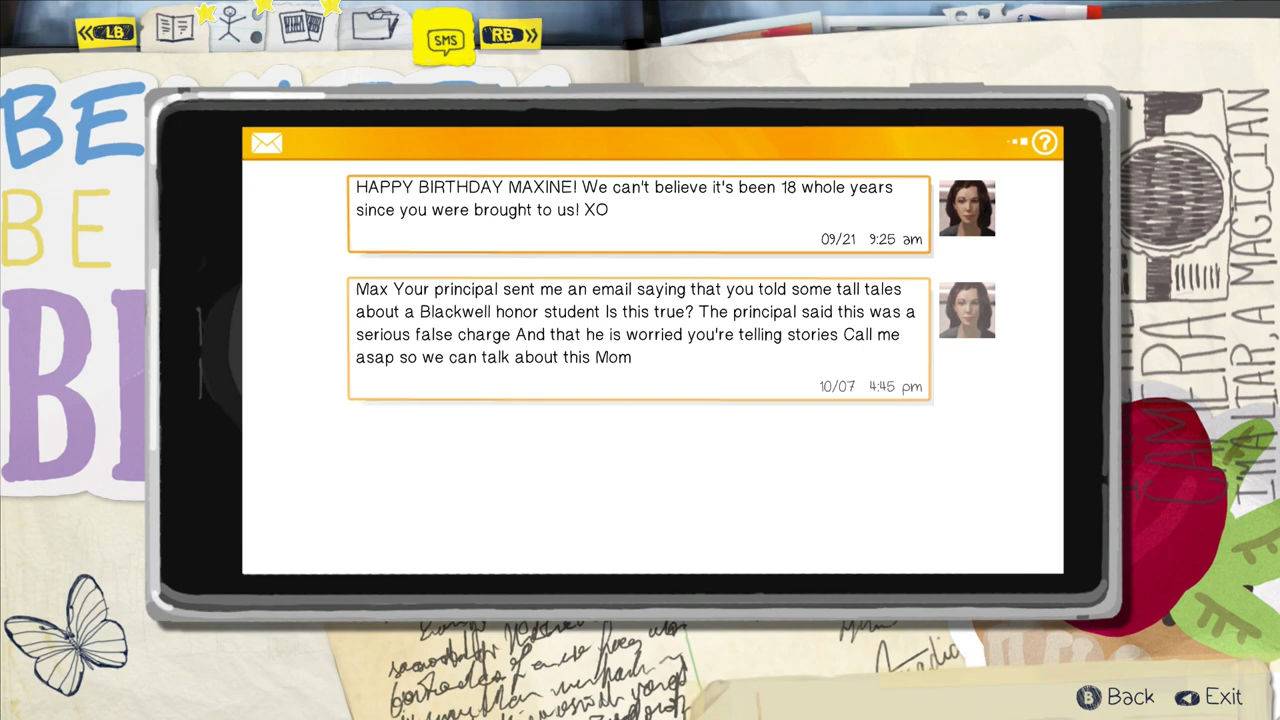 LB
SMS
RB
BE
BE
HAPPY BIRTHDAY MAXINE! We can't believe it's been 18 whole years
since you were brought to us! XO
09/21 9:25 am
Max Your principal sent me an email saying that you told some tall tales
about a Blackwell honor student Is this true? The principal said this was a
serious false charge And that he is worried you're telling stories Call me
asap so we can talk about this Mom
10/07 4:45 pm
?
CAMERA
I'M A LIAR, A MAGICIAN
B Back
Exit